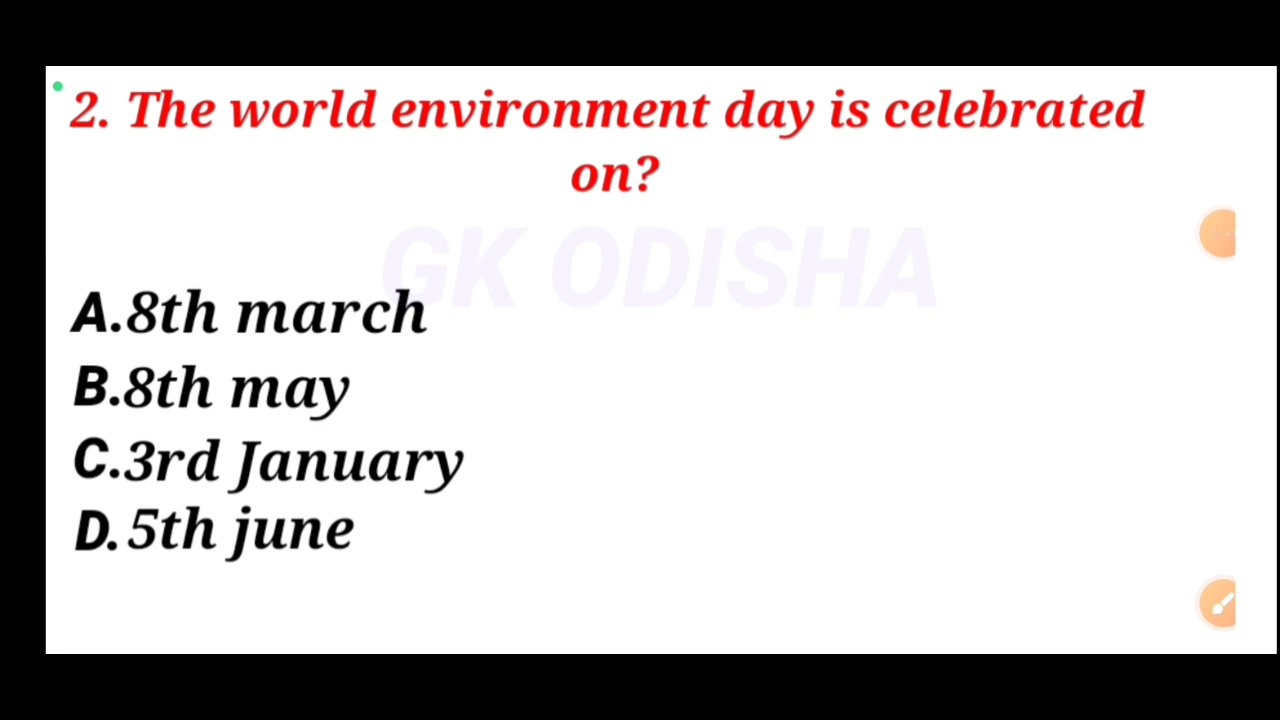 2. The world environment day is celebrated
on?
GK ODISHA
A.8th march
B.8th may
C.3rd January
D.5th june